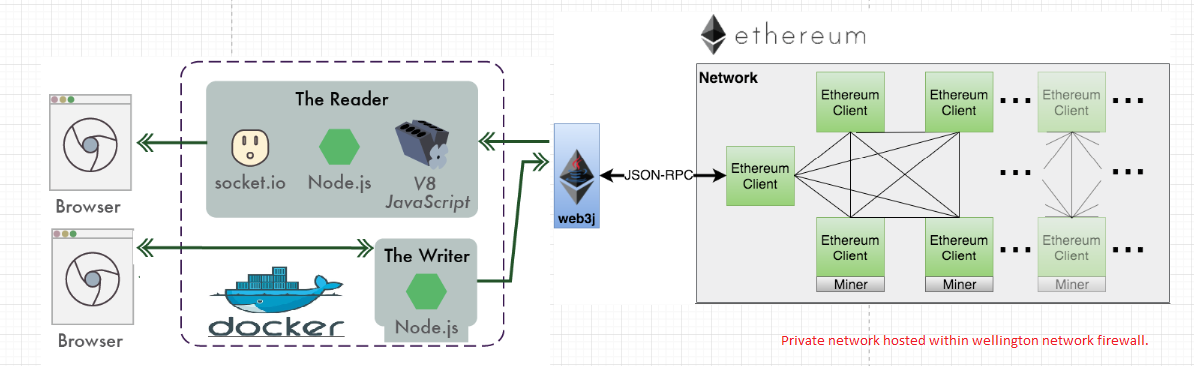 ethereum
Network
The Reader
socket.io
Node.js
V8
JavaScript
Browser
Browser
The Writer
Node.js
docker
web3j
JSON-RPC
Ethereum
Client
Ethereum
Client
Ethereum
Client
Ethereum
Client
Ethereum
Client
Miner
Ethereum
Client
Miner
Ethereum
Client
Miner
Private network hosted within wellington network firewall.